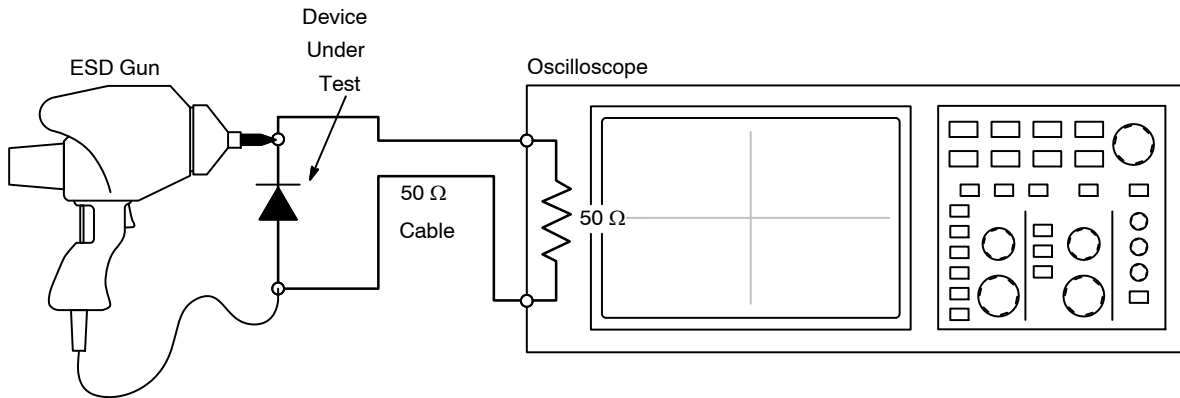 Device
Under
Test
ESD Gun
Oscilloscope
50 Ω
Cable
50 Ω